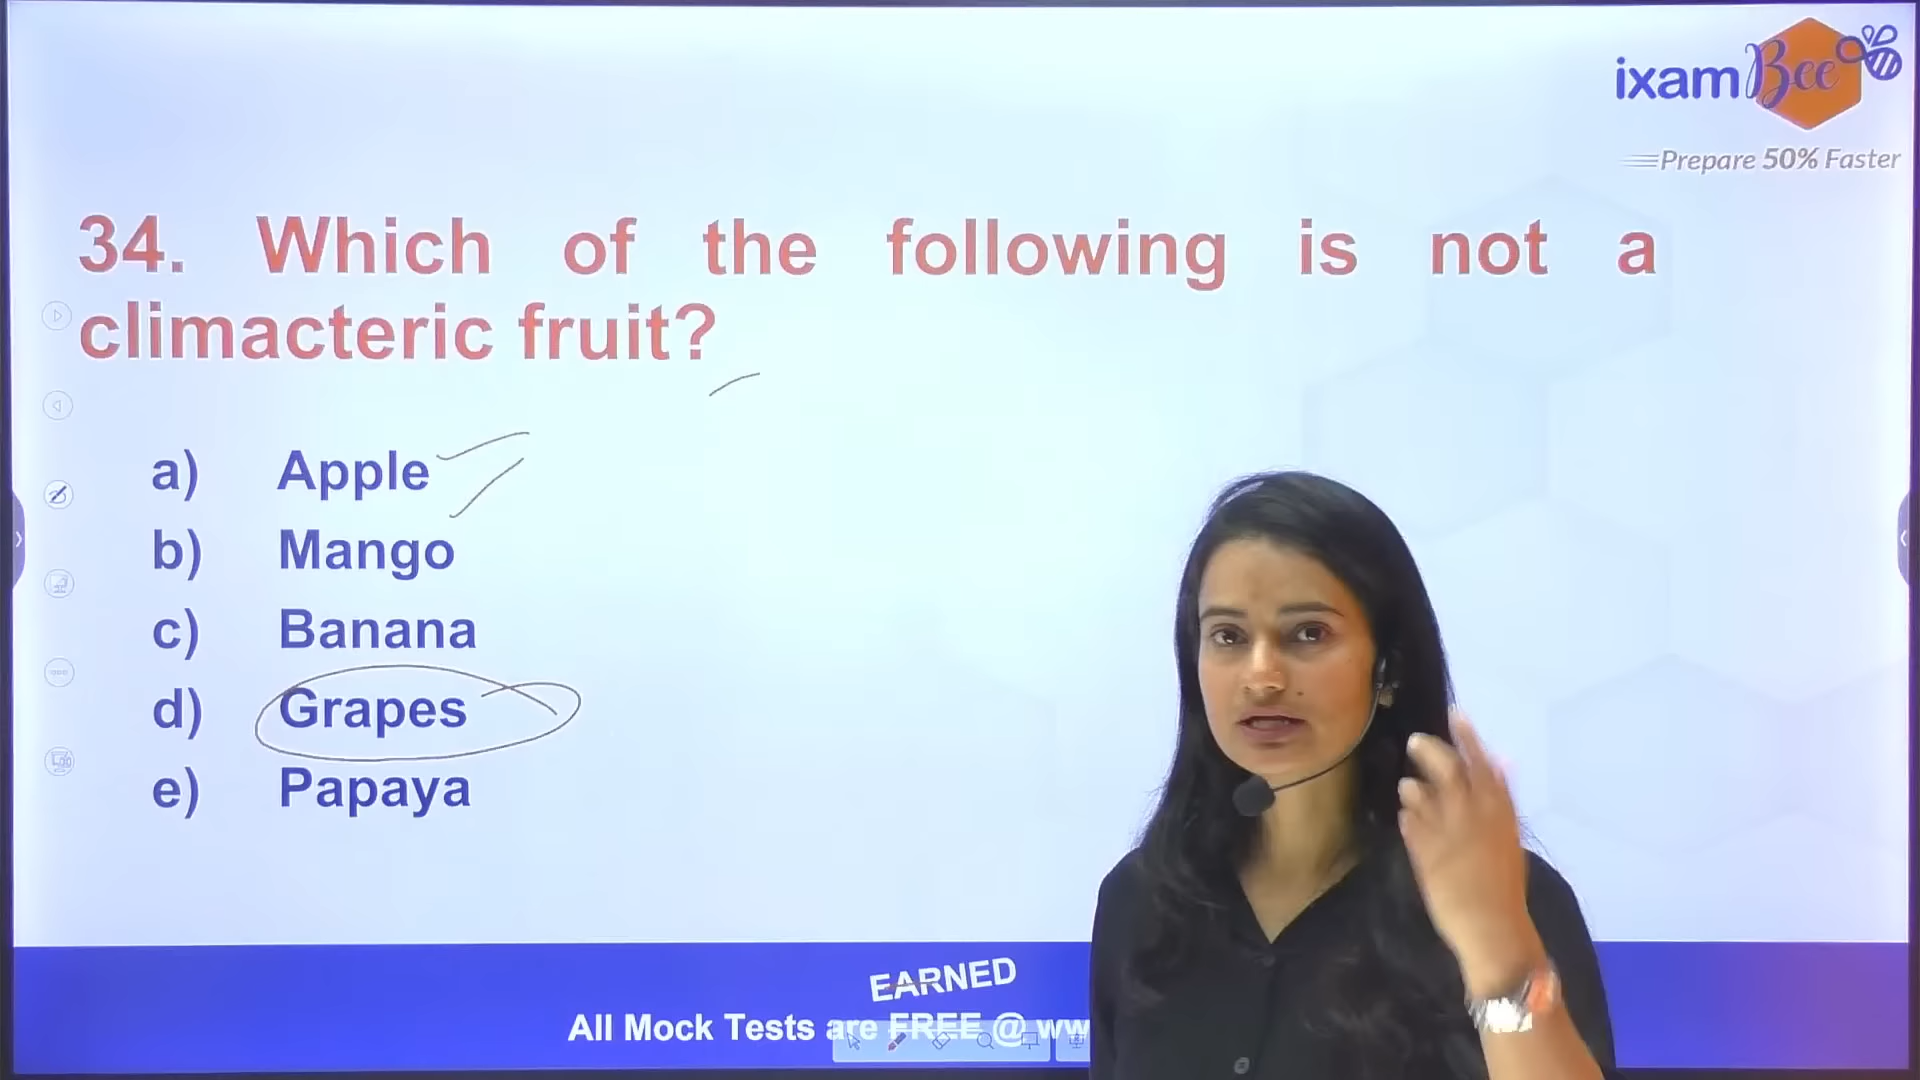 ixamBee
Prepare 50% Faster
34. Which of the following is not a
climacteric fruit?
a) Apple
b) Mango
c) Banana
d) Grapes
e) Papaya
EARNED
All Mock Tests are FREE @ ww